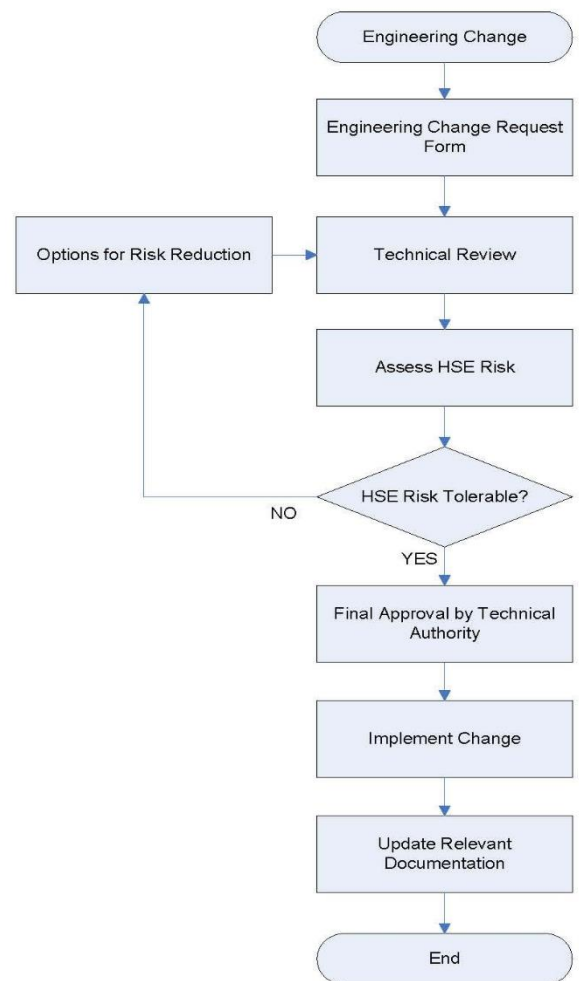 Engineering Change
Engineering Change Request
Form
Options for Risk Reduction
Technical Review
Assess HSE Risk
HSE Risk Tolerable?
NO
YES
Final Approval by Technical
Authority
Implement Change
Update Relevant
Documentation
End